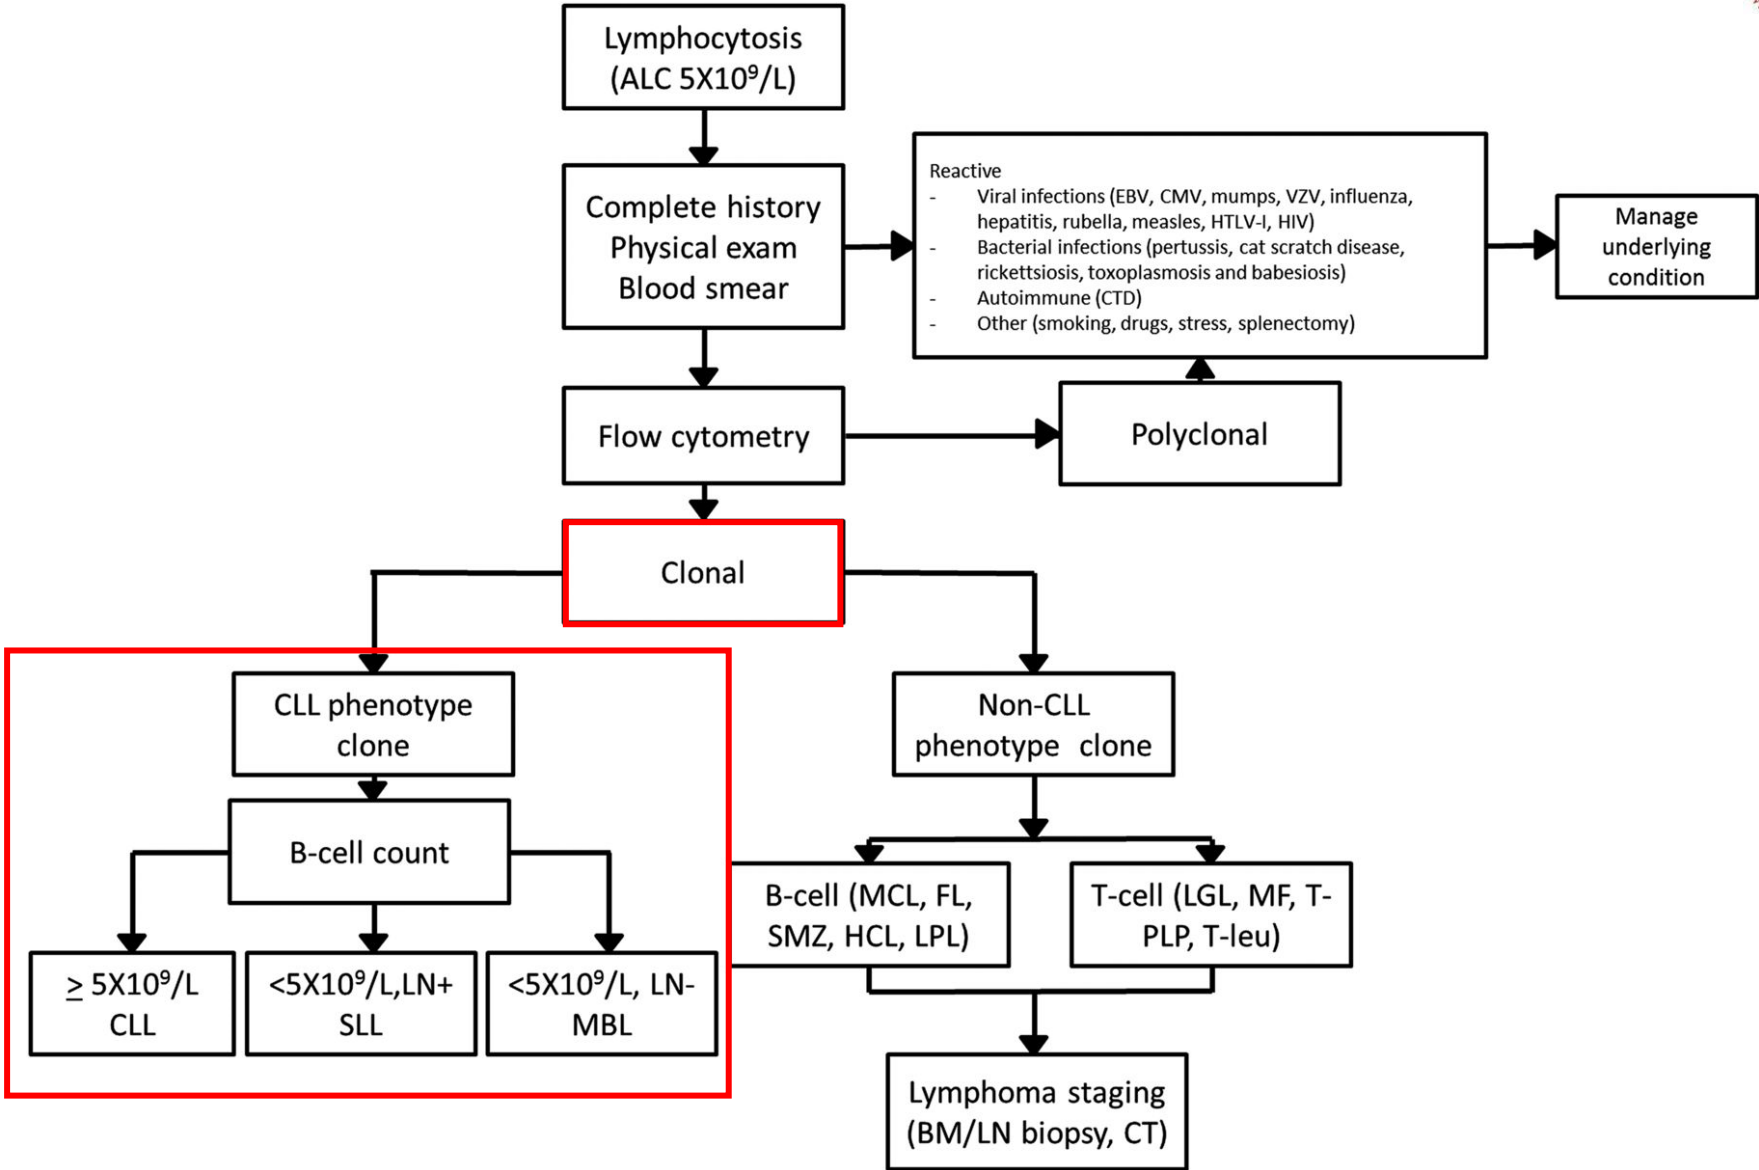 Lymphocytosis
(ALC 5X10⁹/L)
Complete history
Physical exam
Blood smear
Reactive
- Viral infections (EBV, CMV, mumps, VZV, influenza,
hepatitis, rubella, measles, HTLV-I, HIV)
- Bacterial infections (pertussis, cat scratch disease,
rickettsiosis, toxoplasmosis and babesiosis)
- Autoimmune (CTD)
- Other (smoking, drugs, stress, splenectomy)
Manage
underlying
condition
Flow cytometry
Polyclonal
Clonal
CLL phenotype
clone
Non-CLL
phenotype clone
B-cell count
B-cell (MCL, FL,
SMZ, HCL, LPL)
T-cell (LGL, MF, T-
PLP, T-leu)
≥ 5X10⁹/L
CLL
<5X10⁹/L,LN+
SLL
<5X10⁹/L, LN-
MBL
Lymphoma staging
(BM/LN biopsy, CT)